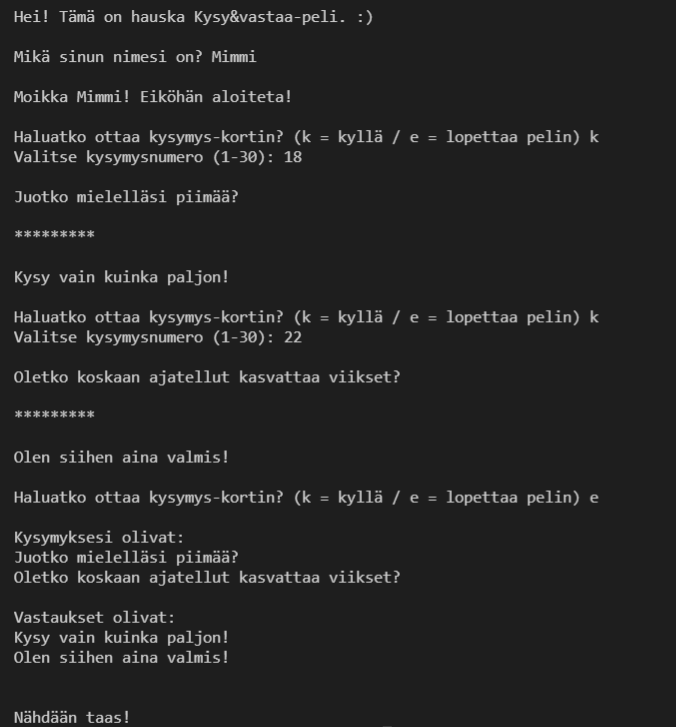 Hei! Tämä on hauska Kysy&vastaa-peli. :)
Mikä sinun nimesi on? Mimmi
Moikka Mimmi! Eiköhän aloiteta!
Haluatko ottaa kysymys-kortin? (k = kyllä / e = lopettaa pelin) k
Valitse kysymysnumero (1-30): 18
Juotko mielelläsi piimää?
*********
Kysy vain kuinka paljon!
Haluatko ottaa kysymys-kortin? (k = kyllä / e = lopettaa pelin) k
Valitse kysymysnumero (1-30): 22
Oletko koskaan ajatellut kasvattaa viikset?
*********
Olen siihen aina valmis!
Haluatko ottaa kysymys-kortin? (k = kyllä / e = lopettaa pelin) e
Kysymyksesi olivat:
Juotko mielelläsi piimää?
Oletko koskaan ajatellut kasvattaa viikset?
Vastaukset olivat:
Kysy vain kuinka paljon!
Olen siihen aina valmis!
Nähdään taas!